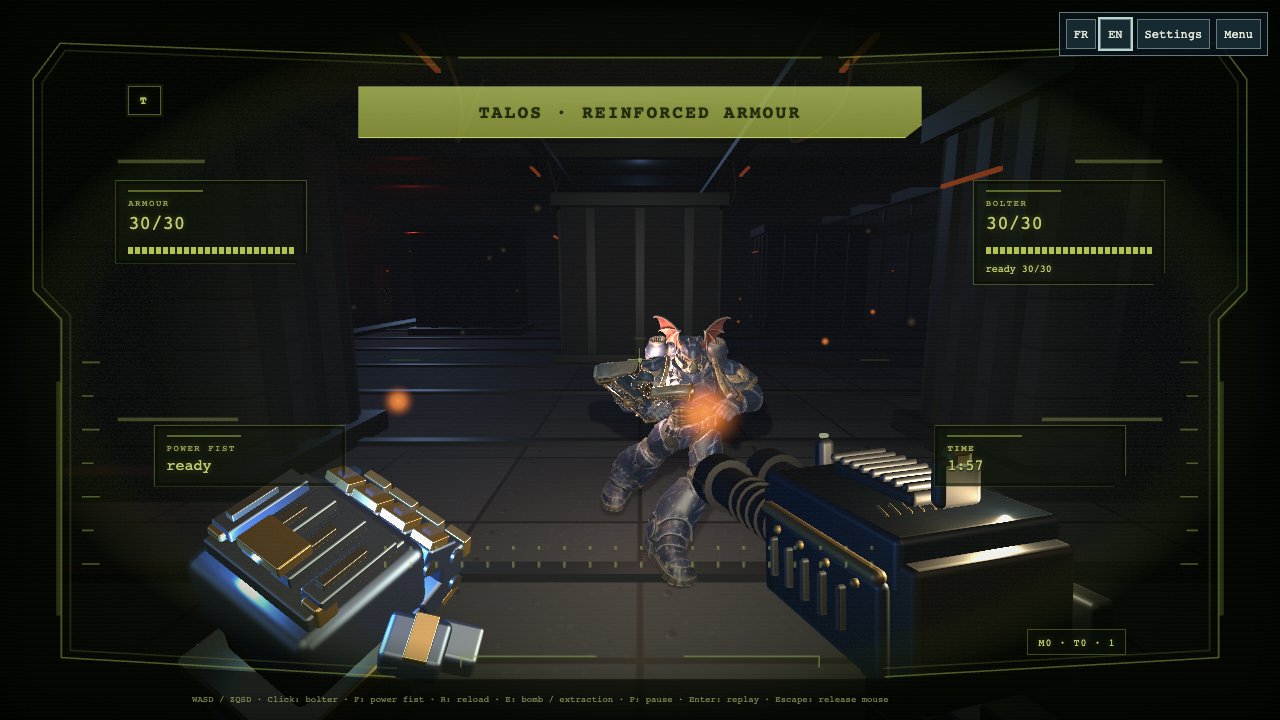 FR EN Settings Menu
T
TALOS · REINFORCED ARMOUR
ARMOUR
30/30
BOLTER
30/30
ready 30/30
POWER FIST
ready
TIME
1:57
M0 · T0 · 1
WASD / ZQSD · Click: bolter · F: power fist · R: reload · E: bomb / extraction · P: pause · Enter: replay · Escape: release mouse